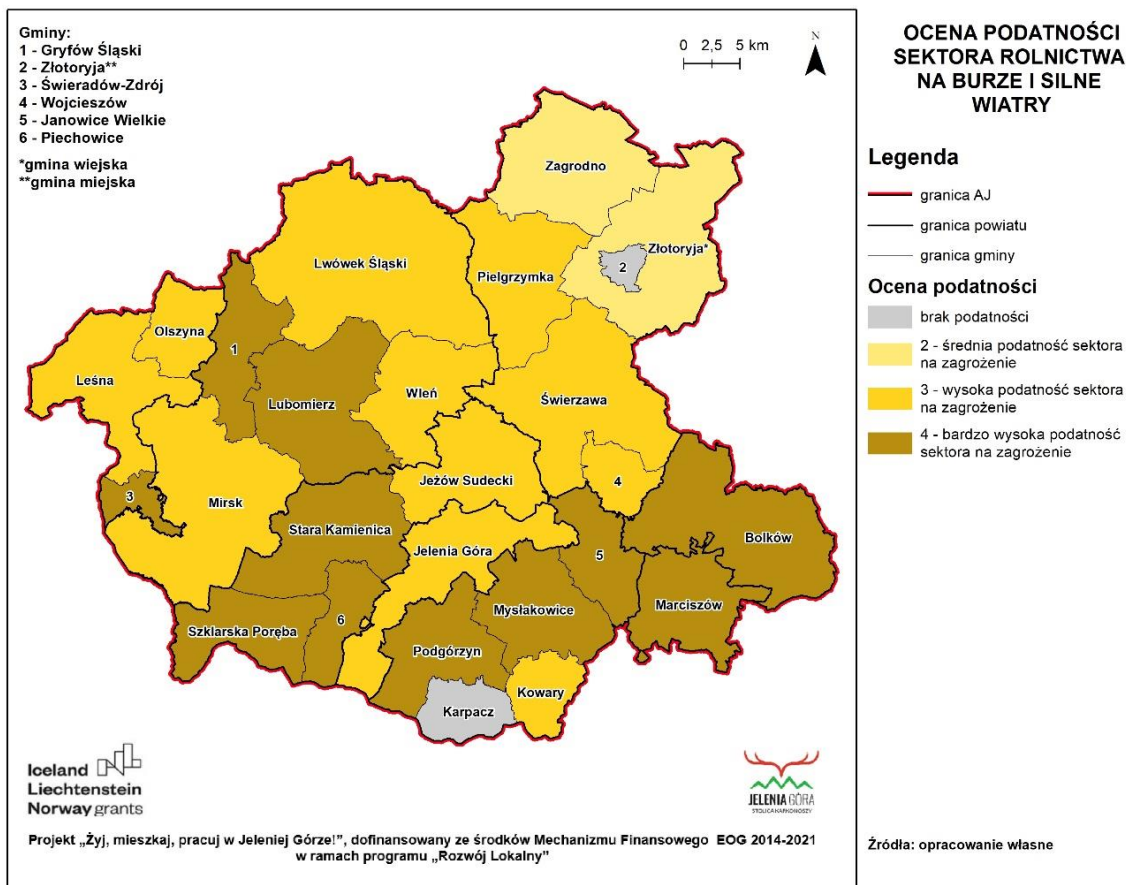 Gminy:
1 - Gryfów Śląski
2 - Złotoryja**
3 - Świeradów-Zdrój
4 - Wojcieszów
5 - Janowice Wielkie
6 - Piechowice
*gmina wiejska
**gmina miejska
0 2,5 5 km
N
Zagrodno
Złotoryja*
2
Lwówek Śląski
Pielgrzymka
Olszyna
1
Leśna
Lubomierz
Wleń
Świerzawa
3
Mirsk
Jeżów Sudecki
4
Stara Kamienica
Jelenia Góra
5
Bolków
Szklarska Poręba
6
Mysłakowice
Marciszów
Podgórzyn
Kowary
Karpacz
Iceland
Liechtenstein
Norway grants
JELENIA GÓRA
STOLICA KARKONOSZY
Projekt „Żyj, mieszkaj, pracuj w Jeleniej Górze!”, dofinansowany ze środków Mechanizmu Finansowego EOG 2014-2021
w ramach programu „Rozwój Lokalny”
OCENA PODATNOŚCI
SEKTORA ROLNICTWA
NA BURZE I SILNE
WIATRY
Legenda
granica AJ
granica powiatu
granica gminy
Ocena podatności
brak podatności
2 - średnia podatność sektora
na zagrożenie
3 - wysoka podatność sektora
na zagrożenie
4 - bardzo wysoka podatność
sektora na zagrożenie
Źródła: opracowanie własne